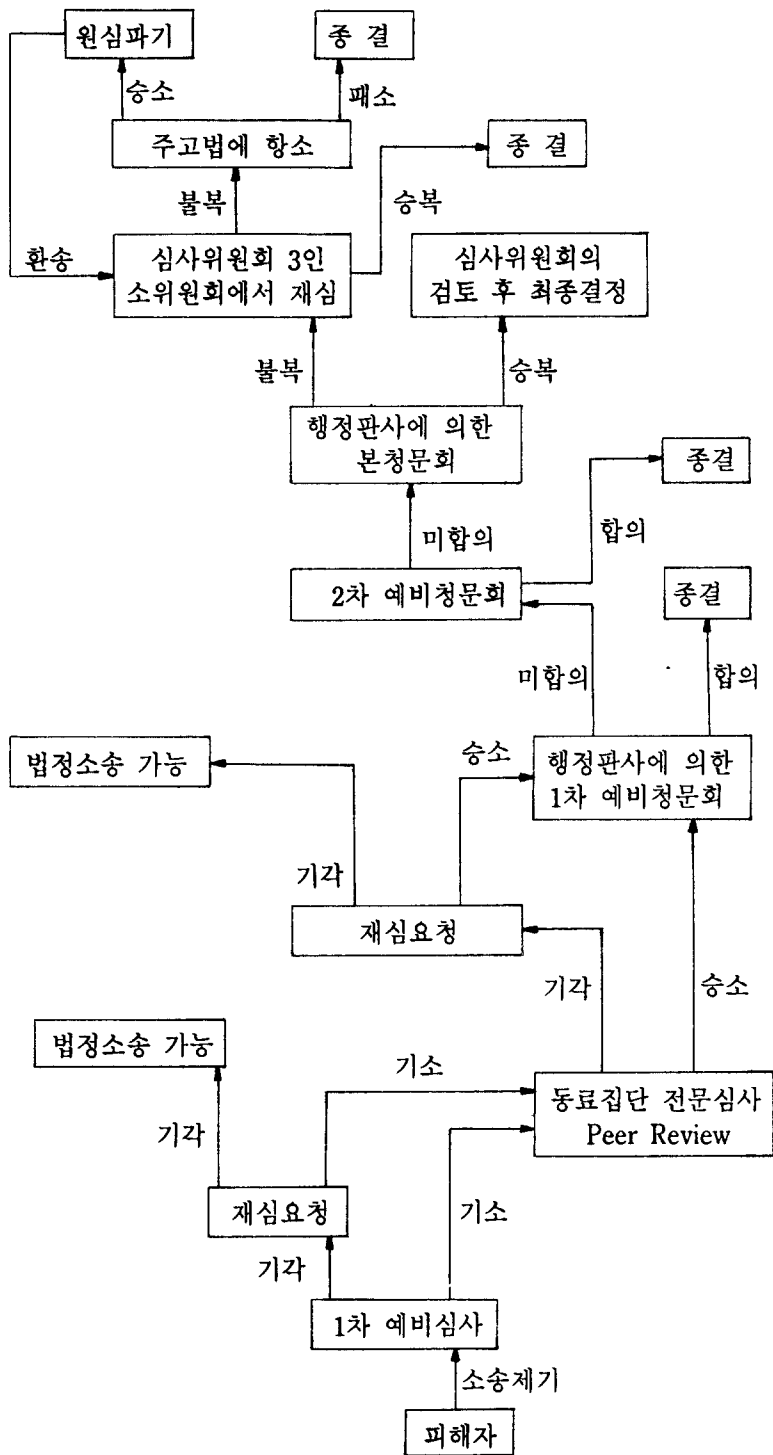 원심파기
종 결
승소
패소
주고법에 항소
종 결
불복
승복
환송
심사위원회 3인
소위원회에서 재심
심사위원회의
검토 후 최종결정
불복
승복
행정판사에 의한
본청문회
종결
미합의
합의
2차 예비청문회
종결
미합의
합의
법정소송 가능
승소
행정판사에 의한
1차 예비청문회
기각
재심요청
기각
승소
법정소송 가능
기소
동료집단 전문심사
Peer Review
기각
재심요청
기소
기각
1차 예비심사
소송제기
피해자